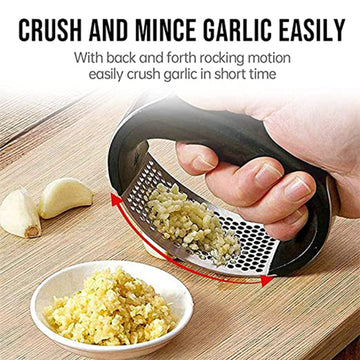 CRUSH AND MINCE GARLIC EASILY
With back and forth rocking motion
easily crush garlic in short time